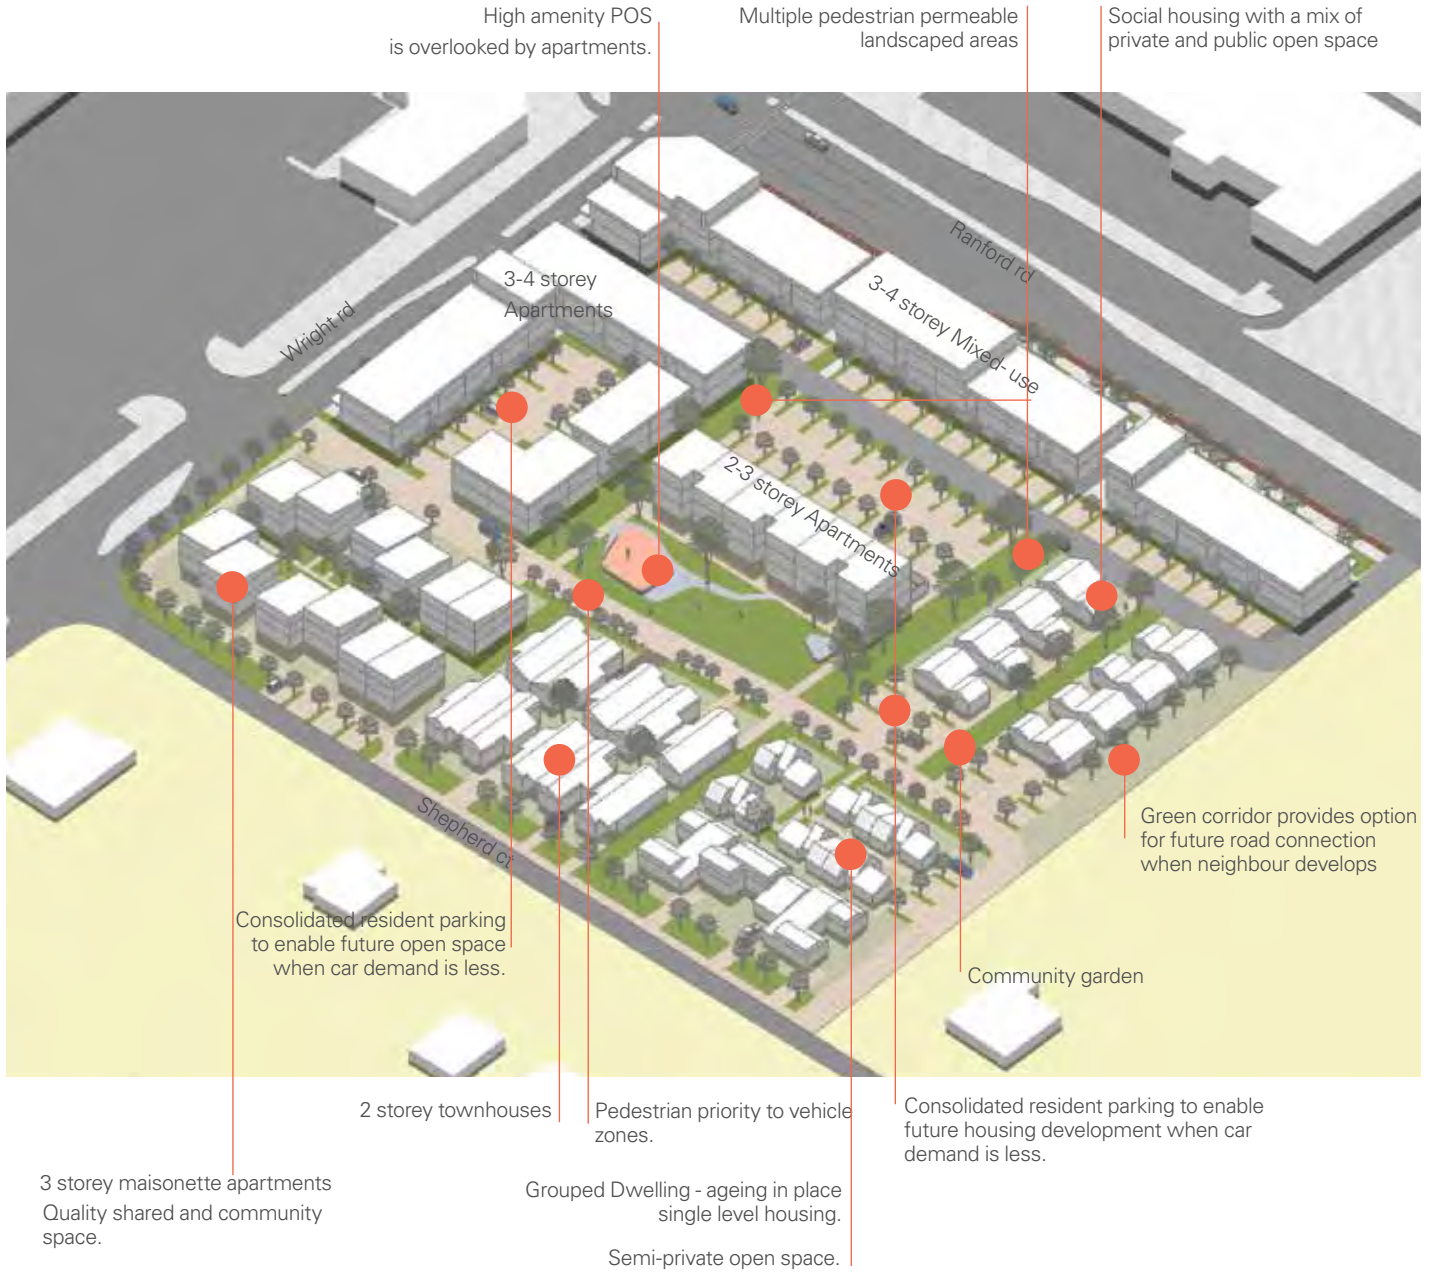 High amenity POS
is overlooked by apartments.
Multiple pedestrian permeable
landscaped areas
Social housing with a mix of
private and public open space
Ranford rd
3-4 storey
Apartments
3-4 storey Mixed- use
Wright rd
2-3 storey Apartments
Shepherd ct
Green corridor provides option
for future road connection
when neighbour develops
Consolidated resident parking
to enable future open space
when car demand is less.
Community garden
2 storey townhouses
Pedestrian priority to vehicle
zones.
Consolidated resident parking to enable
future housing development when car
demand is less.
3 storey maisonette apartments
Quality shared and community
space.
Grouped Dwelling - ageing in place
single level housing.
Semi-private open space.